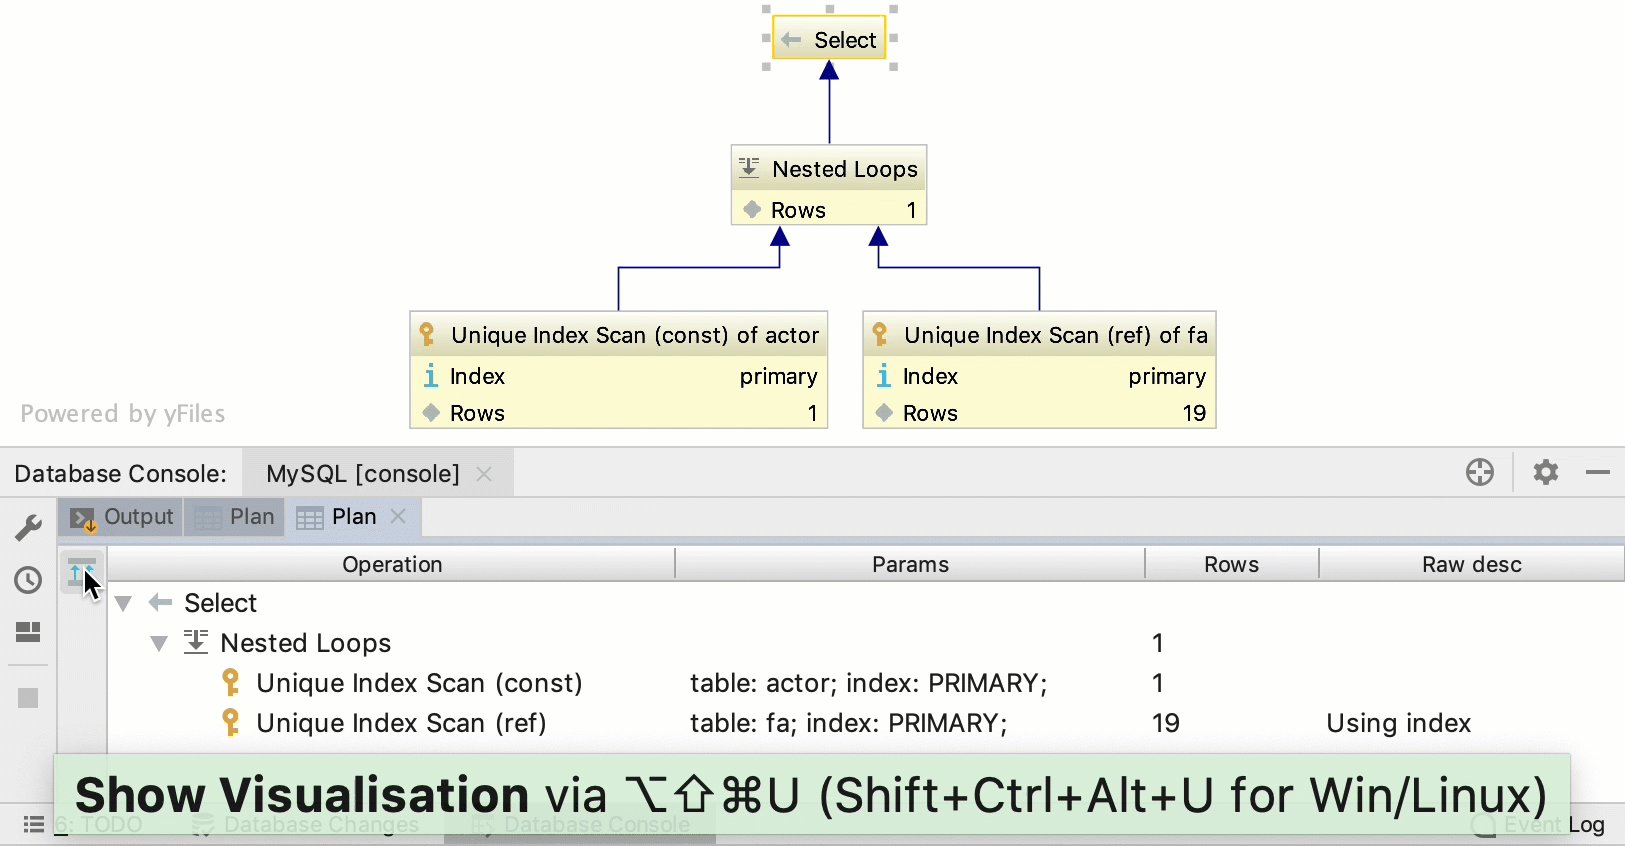 Select
Nested Loops
Rows 1
Unique Index Scan (const) of actor
Index primary
Rows 1
Unique Index Scan (ref) of fa
Index primary
Rows 19
Powered by yFiles
Database Console: MySQL [console]
Output Plan Plan
Operation Params Rows Raw desc
Select
Nested Loops 1
Unique Index Scan (const) table: actor; index: PRIMARY; 1
Unique Index Scan (ref) table: fa; index: PRIMARY; 19 Using index
Show Visualisation via ⌥⇧⌘U (Shift+Ctrl+Alt+U for Win/Linux)
6: TODO Database Changes Database Console Event Log